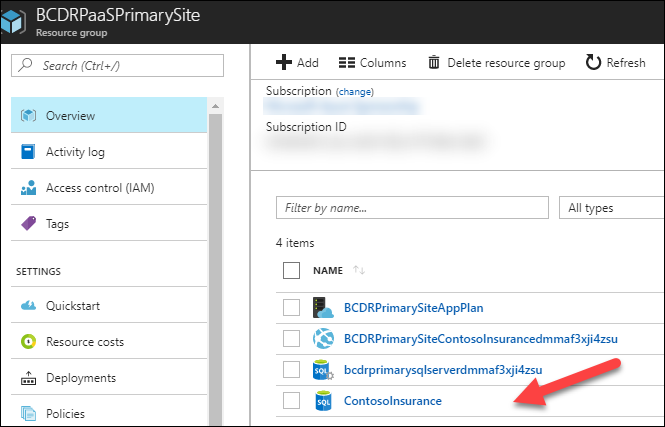 BCDRPaaSPrimarySite
Resource group
Search (Ctrl+/)
Overview
Activity log
Access control (IAM)
Tags
SETTINGS
Quickstart
Resource costs
Deployments
Policies
Add Columns Delete resource group Refresh
Subscription (change)
Subscription ID
Filter by name... All types
4 items
NAME
BCDRPrimarySiteAppPlan
BCDRPrimarySiteContosoInsurancedmmaf3xji4zsu
SQL bcdrprimarysqlserverdmmaf3xji4zsu
SQL ContosoInsurance